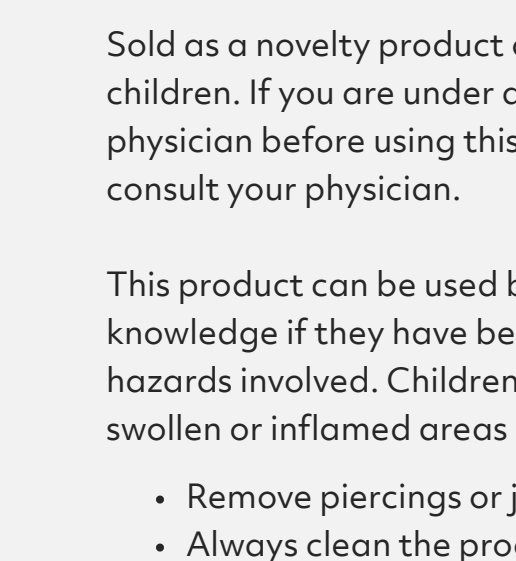 Sold as a novelty product
children. If you are under
physician before using this
consult your physician.
This product can be used
knowledge if they have be
hazards involved. Children
swollen or inflamed areas
• Remove piercings or
• Always clean the pro